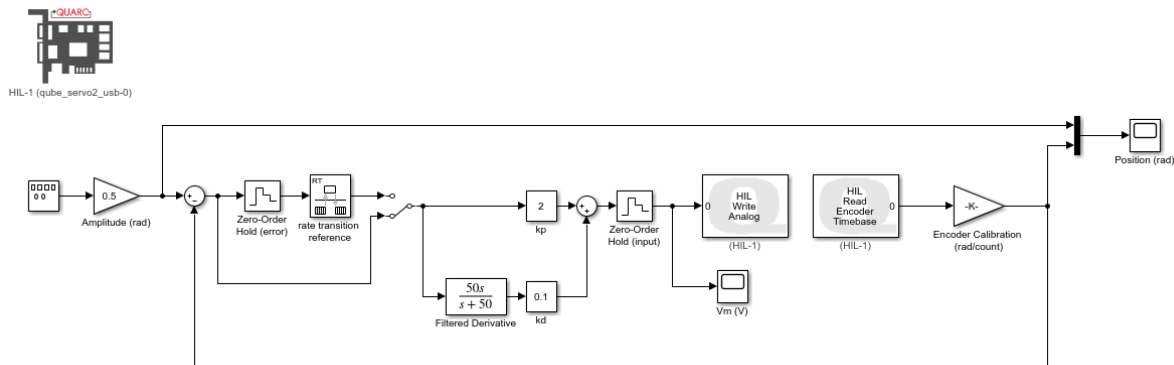 QUARC
HIL-1 (qube_servo2_usb-0)
0.5
Amplitude (rad)
+
−
Zero-Order
Hold (error)
RT
rate transition
reference
2
kp
50s
s + 50
Filtered Derivative
0.1
kd
+
+
Zero-Order
Hold (input)
0
HIL
Write
Analog
(HIL-1)
Vm (V)
HIL
Read
Encoder
Timebase
0
(HIL-1)
-K-
Encoder Calibration
(rad/count)
Position (rad)